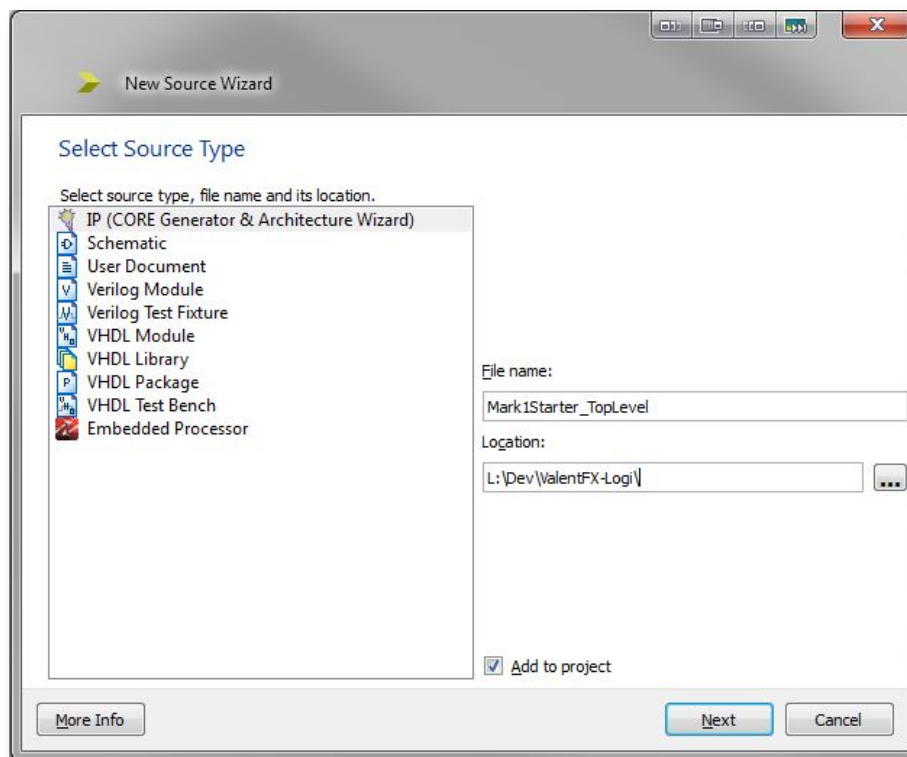 New Source Wizard
Select Source Type
Select source type, file name and its location.
IP (CORE Generator & Architecture Wizard)
Schematic
User Document
Verilog Module
Verilog Test Fixture
VHDL Module
VHDL Library
VHDL Package
VHDL Test Bench
Embedded Processor
File name:
Mark1Starter_TopLevel
Location:
L:\Dev\ValentFX-Logi\
...
Add to project
More Info
Next
Cancel